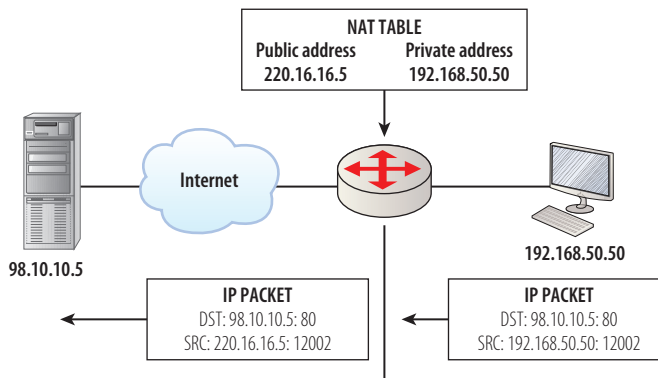 NAT TABLE
Public address Private address
220.16.16.5 192.168.50.50
Internet
98.10.10.5
192.168.50.50
IP PACKET
DST: 98.10.10.5: 80
SRC: 220.16.16.5: 12002
IP PACKET
DST: 98.10.10.5: 80
SRC: 192.168.50.50: 12002